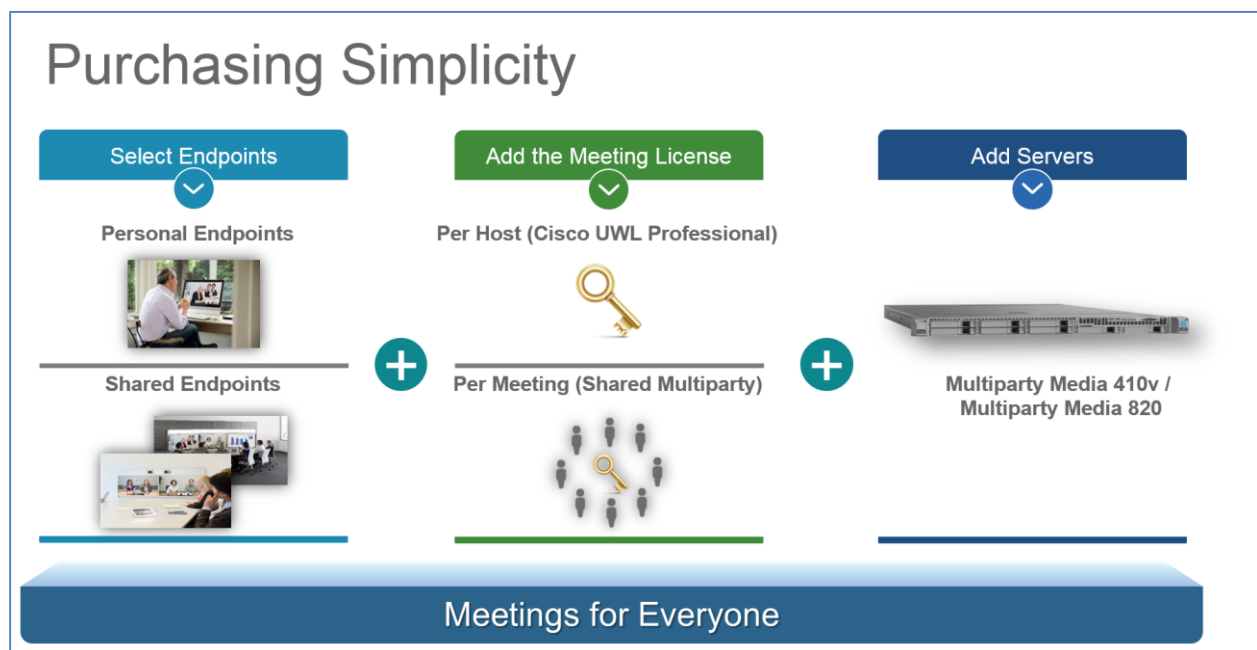 Purchasing Simplicity
Select Endpoints
Personal Endpoints
Shared Endpoints
Add the Meeting License
Per Host (Cisco UWL Professional)
Per Meeting (Shared Multiparty)
Add Servers
Multiparty Media 410v /
Multiparty Media 820
Meetings for Everyone